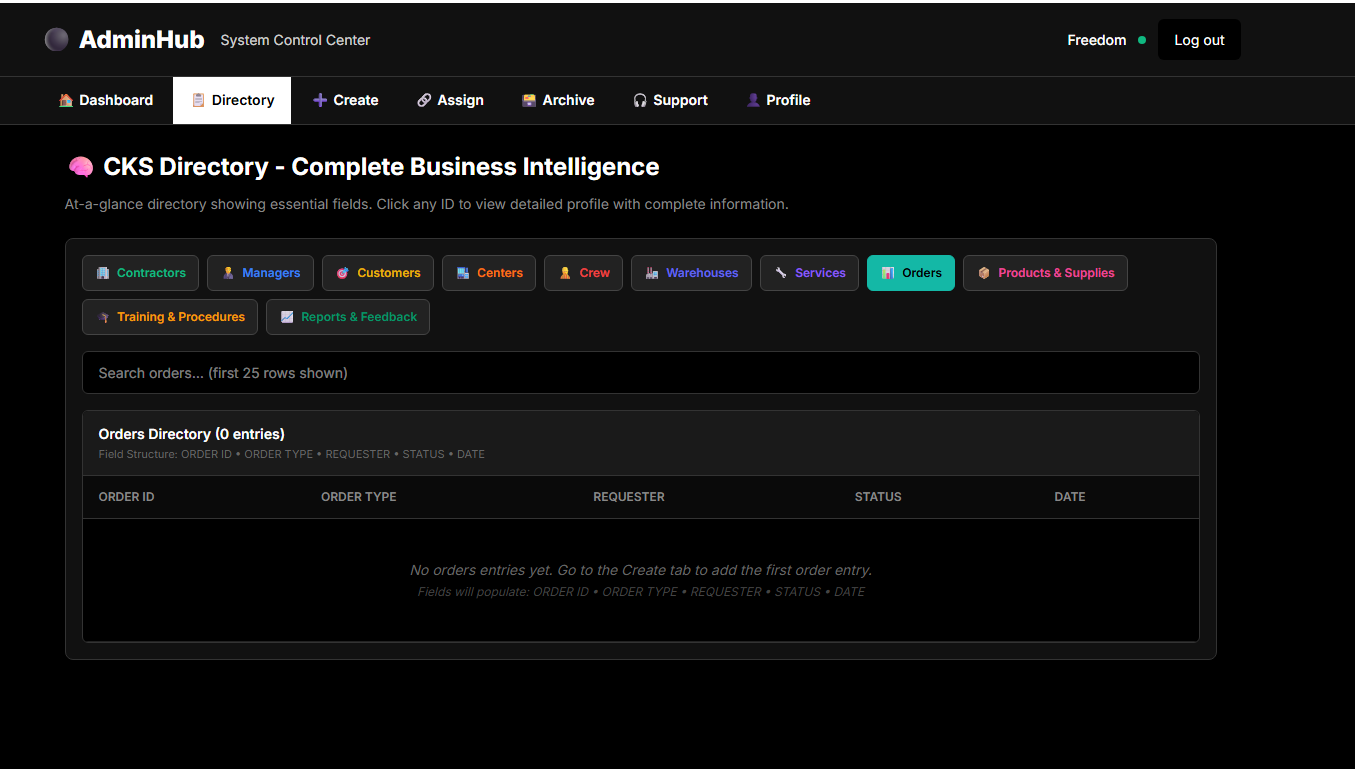 AdminHub System Control Center Freedom Log out
Dashboard Directory Create Assign Archive Support Profile
CKS Directory - Complete Business Intelligence
At-a-glance directory showing essential fields. Click any ID to view detailed profile with complete information.
Contractors Managers Customers Centers Crew Warehouses Services Orders Products & Supplies
Training & Procedures Reports & Feedback
Search orders... (first 25 rows shown)
Orders Directory (0 entries)
Field Structure: ORDER ID • ORDER TYPE • REQUESTER • STATUS • DATE
ORDER ID ORDER TYPE REQUESTER STATUS DATE
No orders entries yet. Go to the Create tab to add the first order entry.
Fields will populate: ORDER ID • ORDER TYPE • REQUESTER • STATUS • DATE